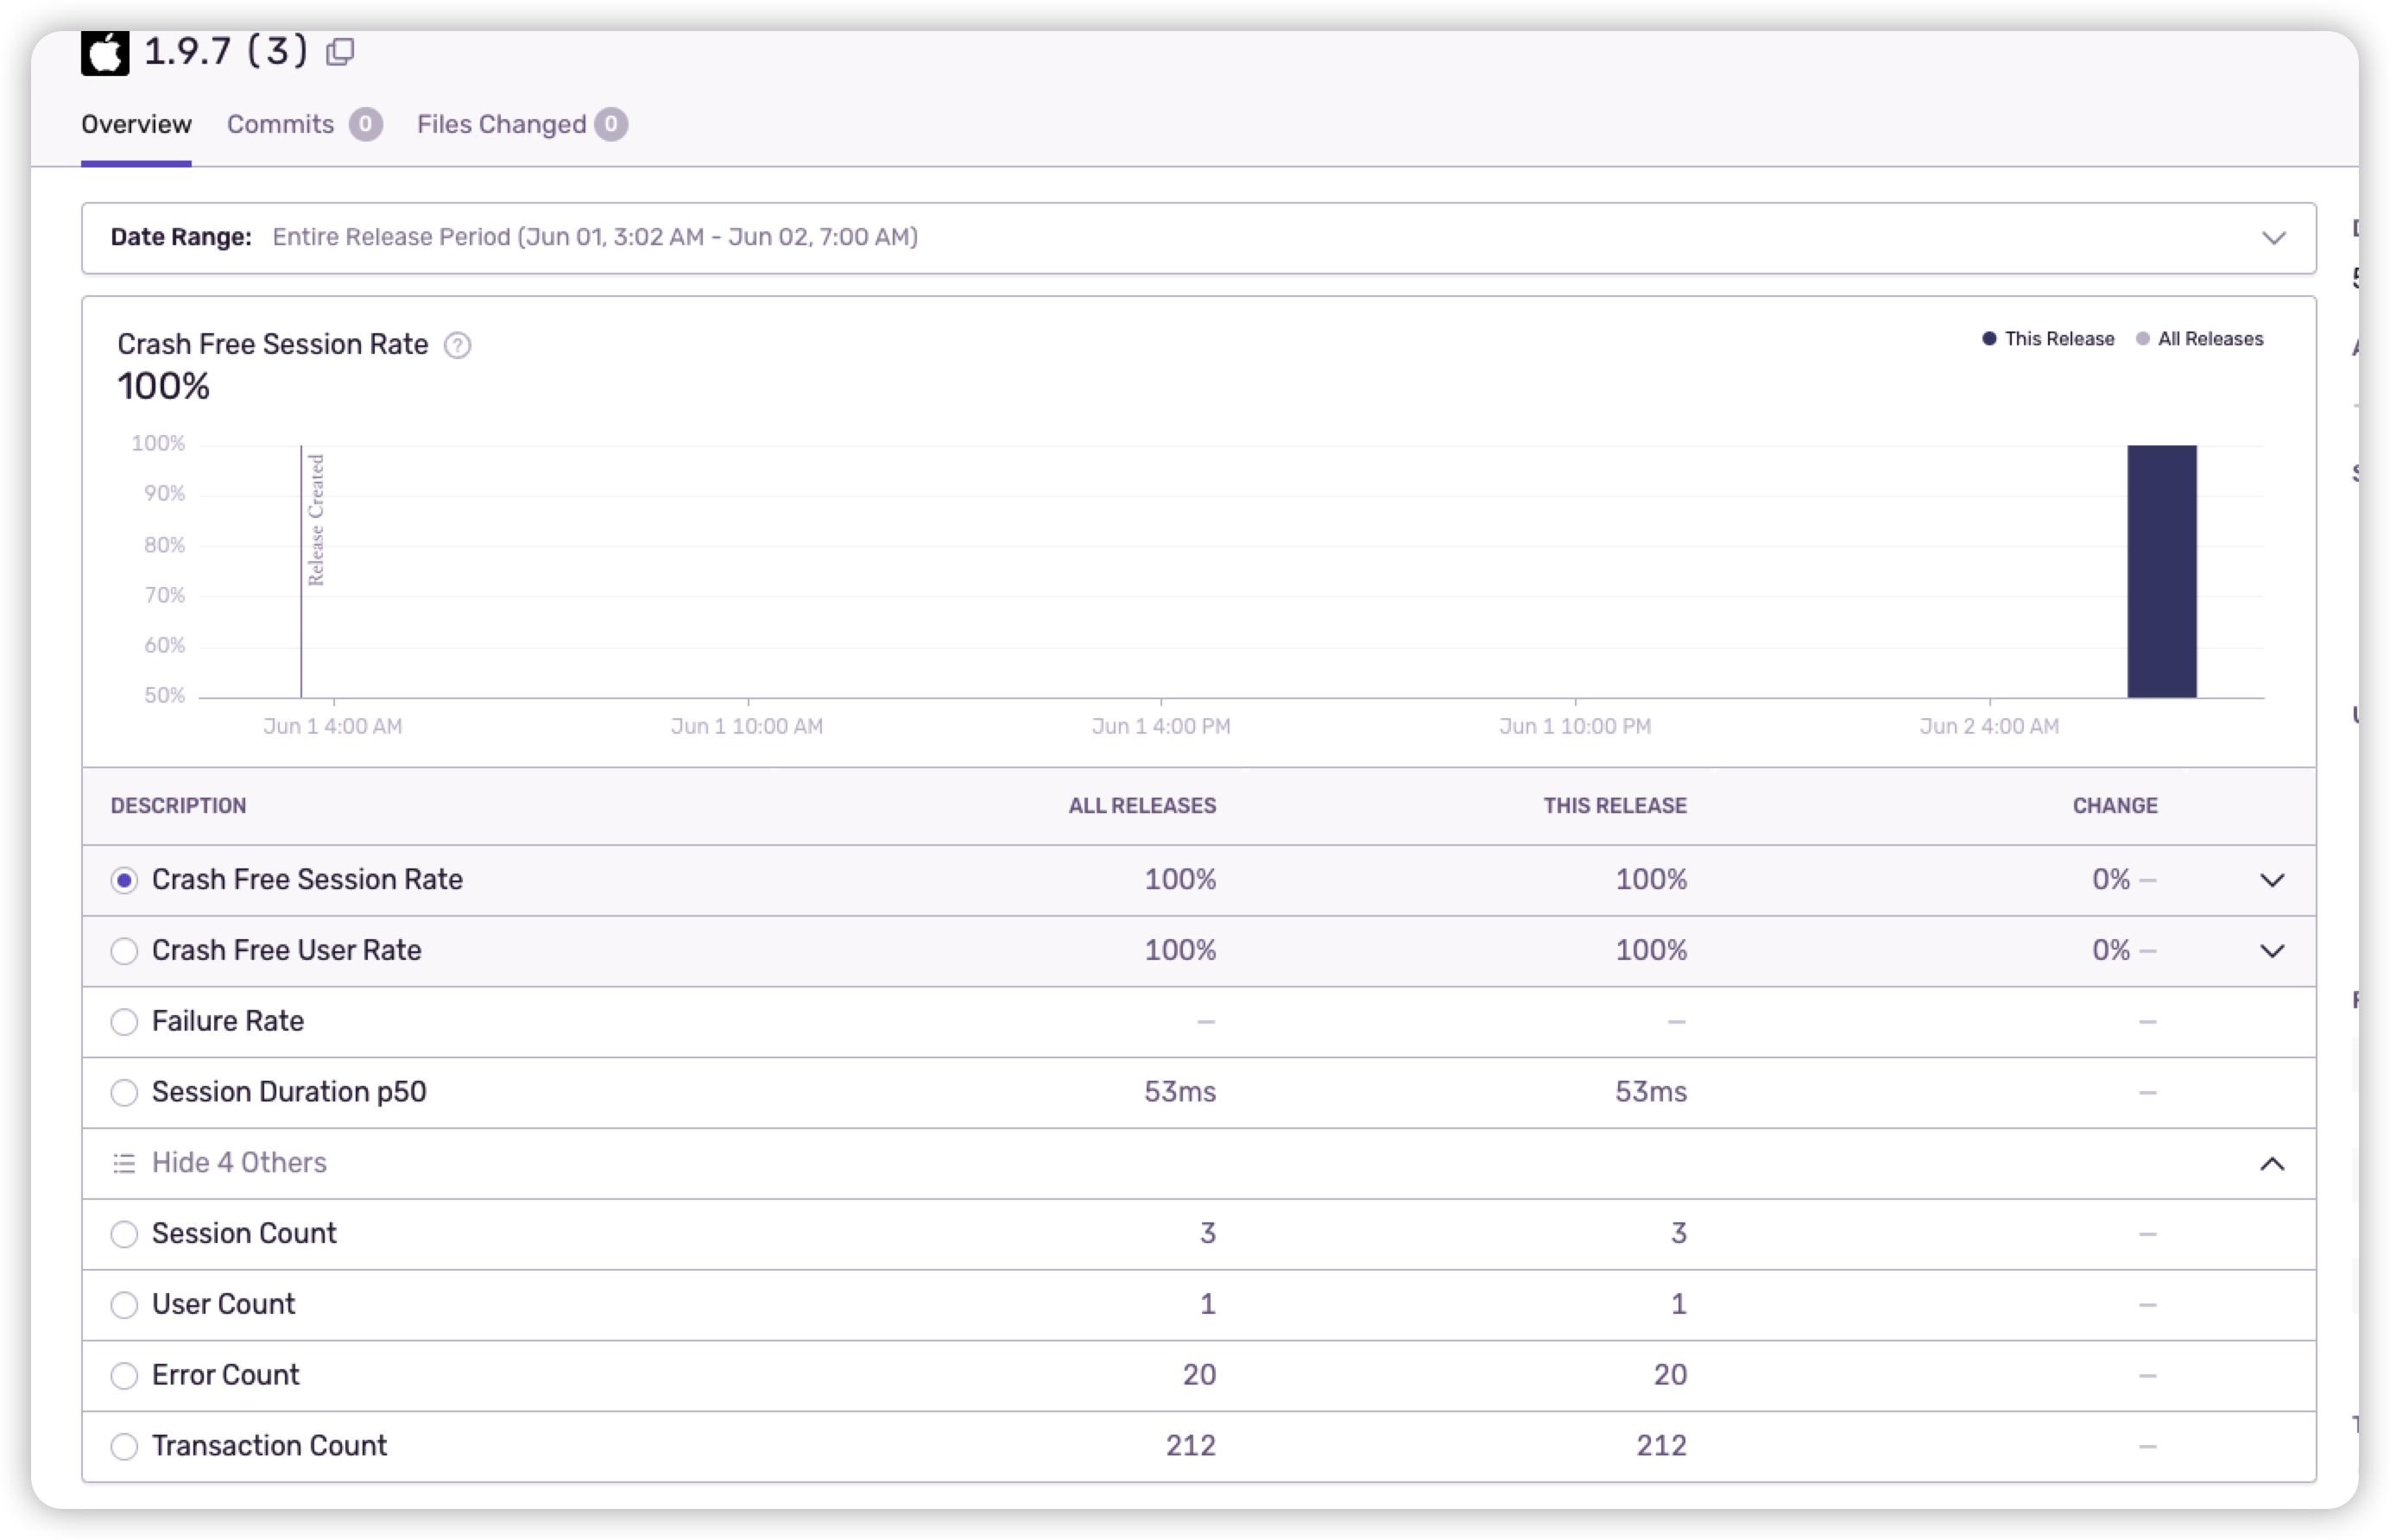 1.9.7 (3)
Overview Commits 0 Files Changed 0
Date Range: Entire Release Period (Jun 01, 3:02 AM - Jun 02, 7:00 AM)
Crash Free Session Rate ?
This Release All Releases
100%
100%
90%
80%
70%
60%
50%
Release Created
Jun 1 4:00 AM Jun 1 10:00 AM Jun 1 4:00 PM Jun 1 10:00 PM Jun 2 4:00 AM
DESCRIPTION ALL RELEASES THIS RELEASE CHANGE
Crash Free Session Rate 100% 100% 0% —
Crash Free User Rate 100% 100% 0% —
Failure Rate — — —
Session Duration p50 53ms 53ms —
Hide 4 Others
Session Count 3 3 —
User Count 1 1 —
Error Count 20 20 —
Transaction Count 212 212 —